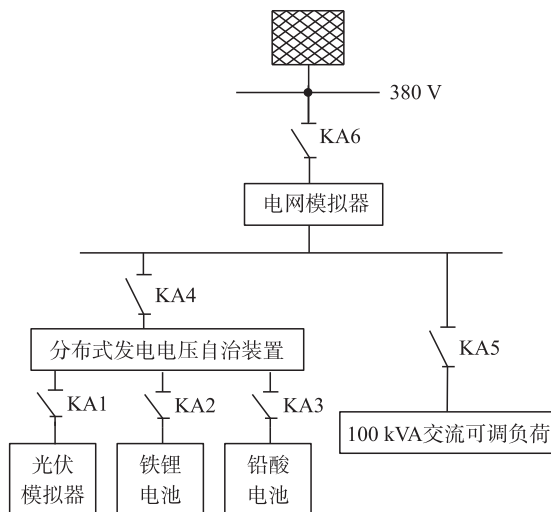 380 V
KA6
电网模拟器
KA4
KA5
分布式发电电压自治装置
KA1
KA2
KA3
100 kVA交流可调负荷
光伏
模拟器
铁锂
电池
铅酸
电池